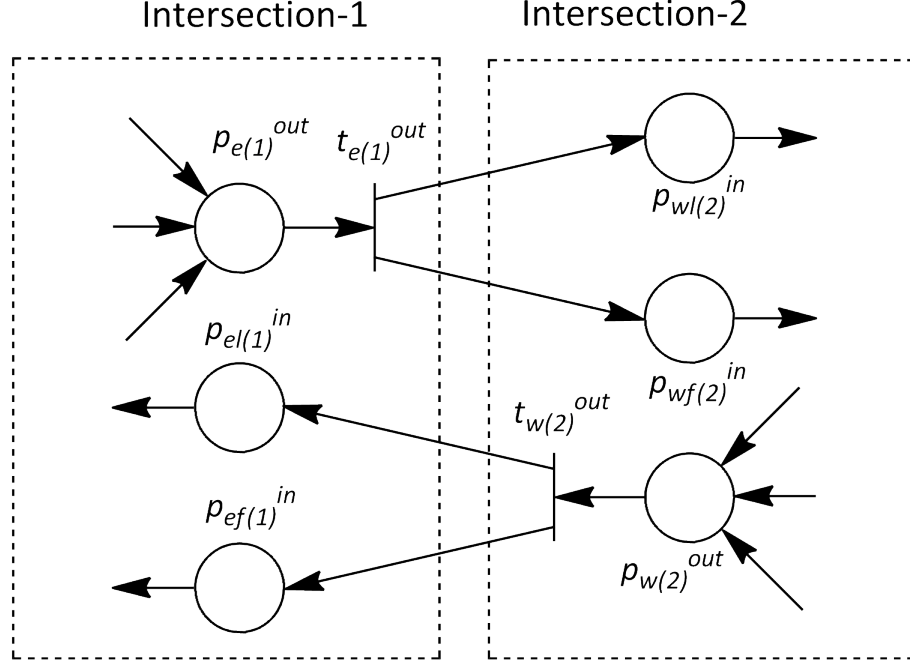 Intersection-1
Intersection-2
p_{e(1)}^{out}
t_{e(1)}^{out}
p_{wl(2)}^{in}
p_{el(1)}^{in}
p_{wf(2)}^{in}
t_{w(2)}^{out}
p_{ef(1)}^{in}
p_{w(2)}^{out}